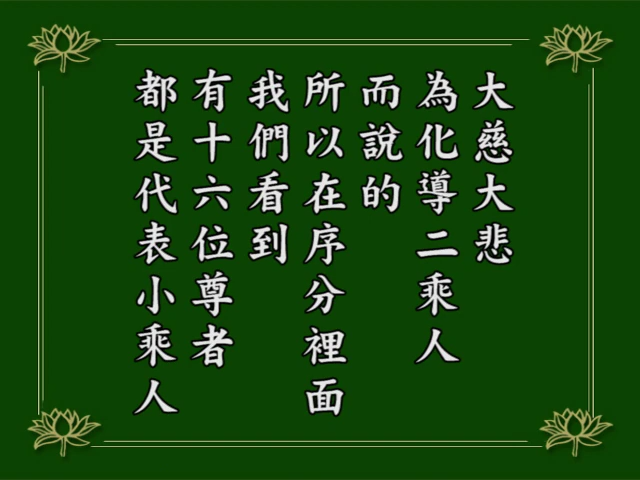 大慈大悲
為化導二乘人
而說的
所以在序分裡面
我們看到
有十六位尊者
都是代表小乘人